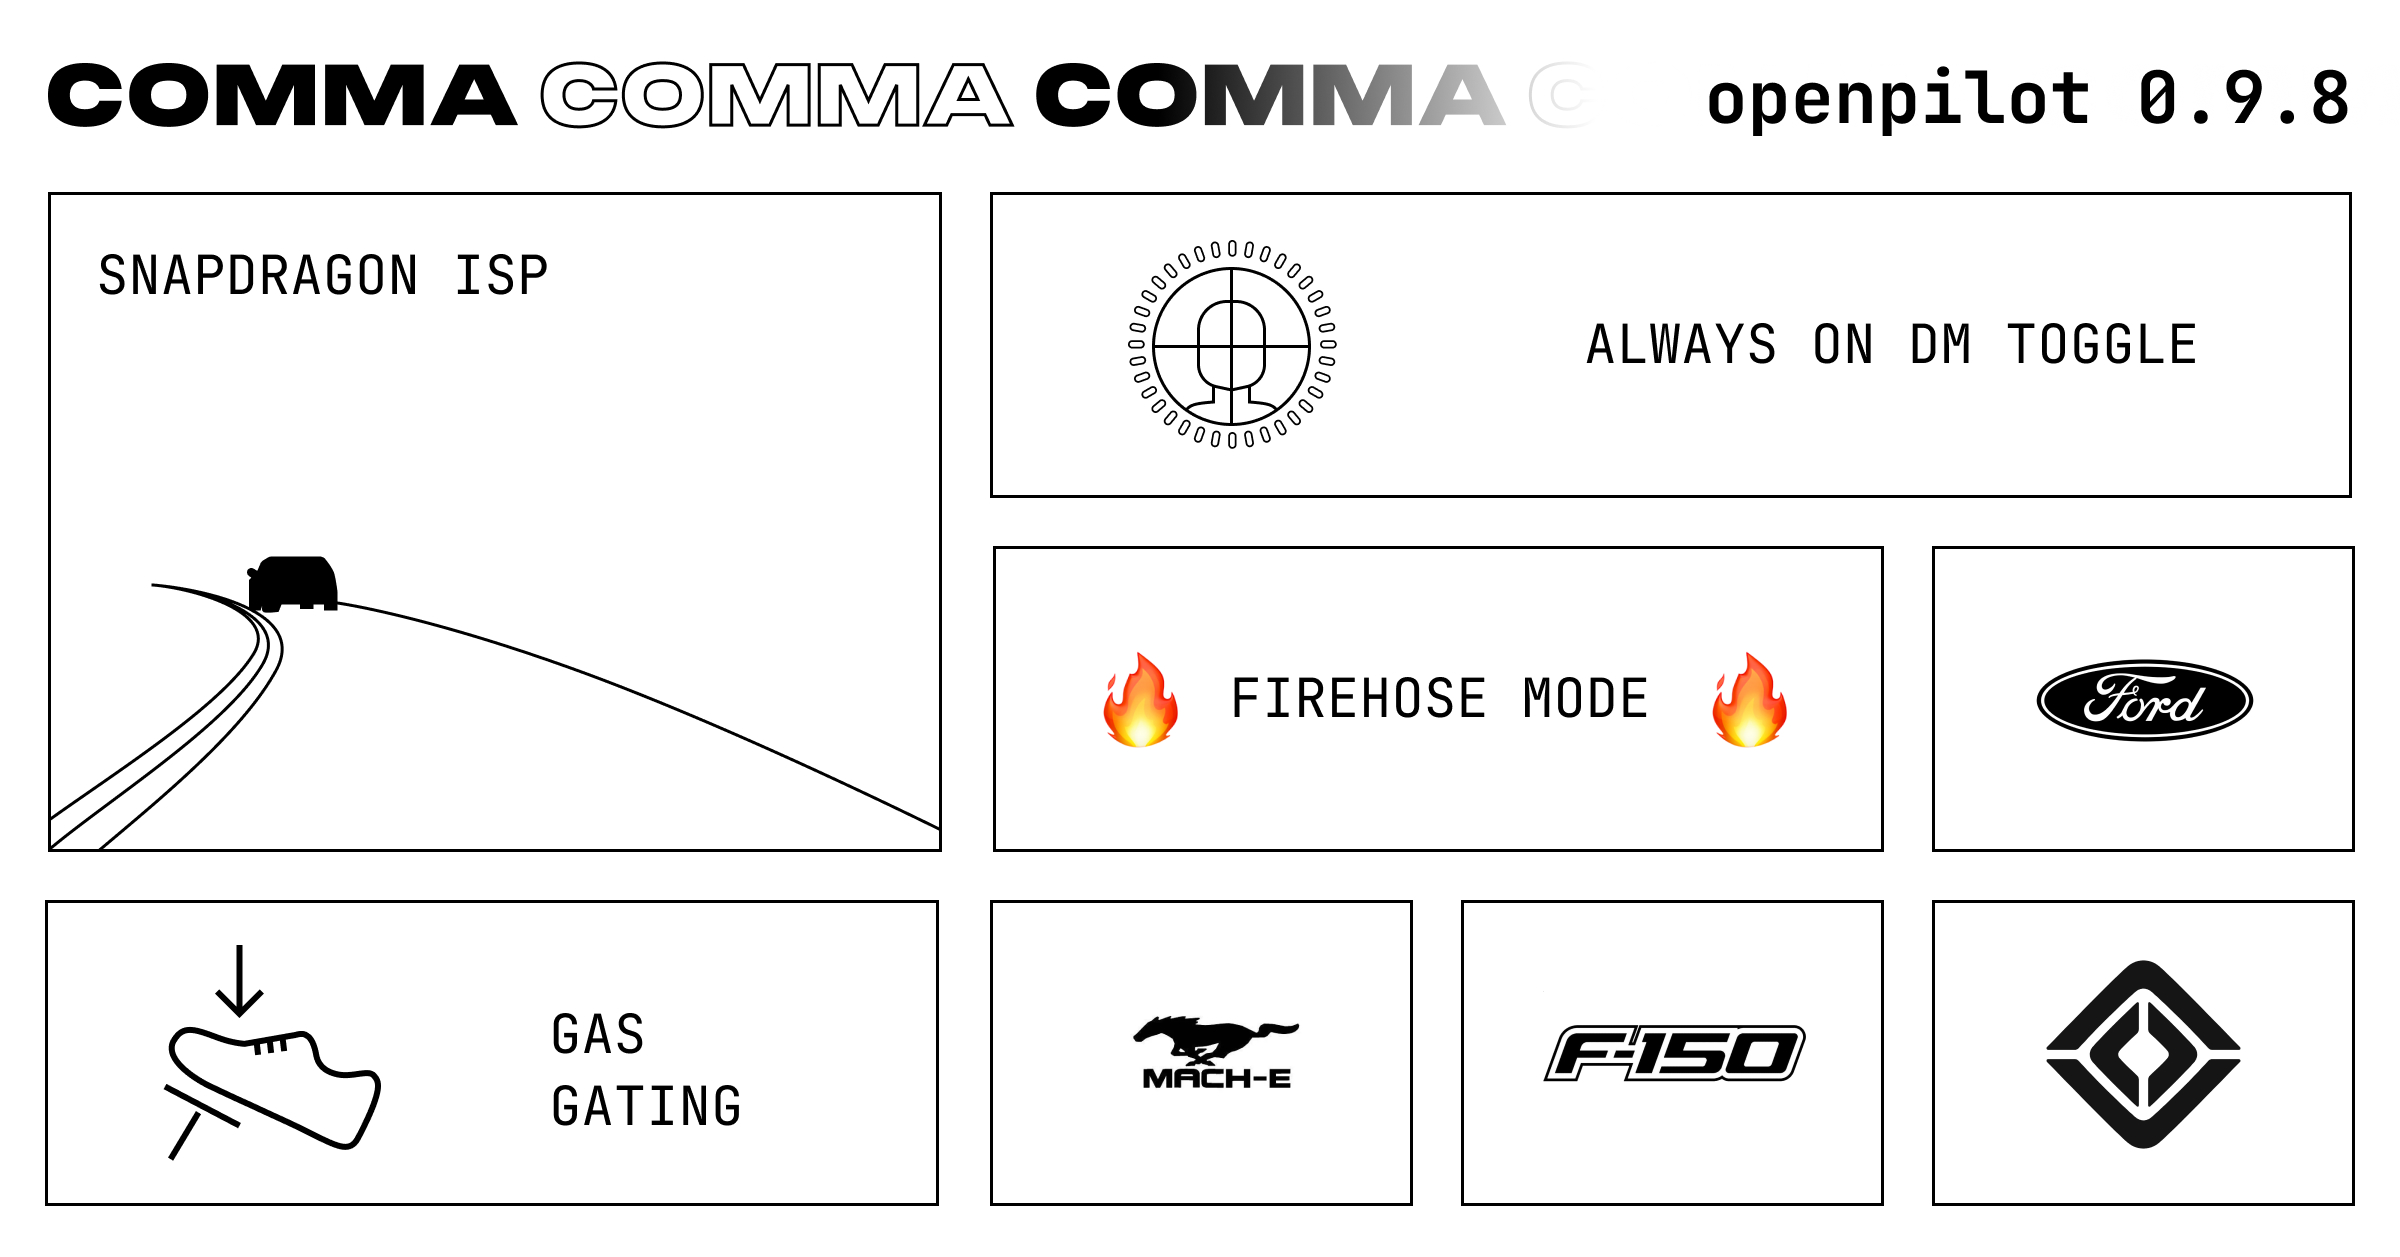 COMMA COMMA COMMA C
openpilot 0.9.8
SNAPDRAGON ISP
ALWAYS ON DM TOGGLE
🔥 FIREHOSE MODE 🔥
Ford
GAS
GATING
MACH-E
F-150